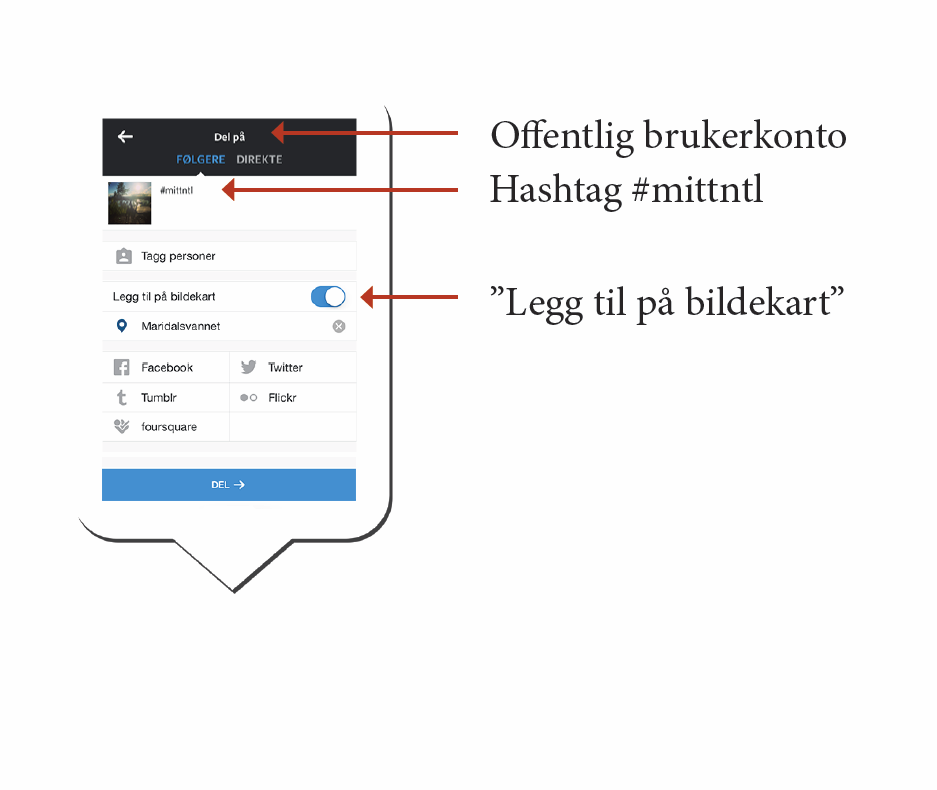 Del på
FØLGERE DIREKTE
#mittntl
Tagg personer
Legg til på bildekart
Maridalsvannet
Facebook Twitter
Tumblr Flickr
foursquare
DEL
Offentlig brukerkonto
Hashtag #mittntl
”Legg til på bildekart”